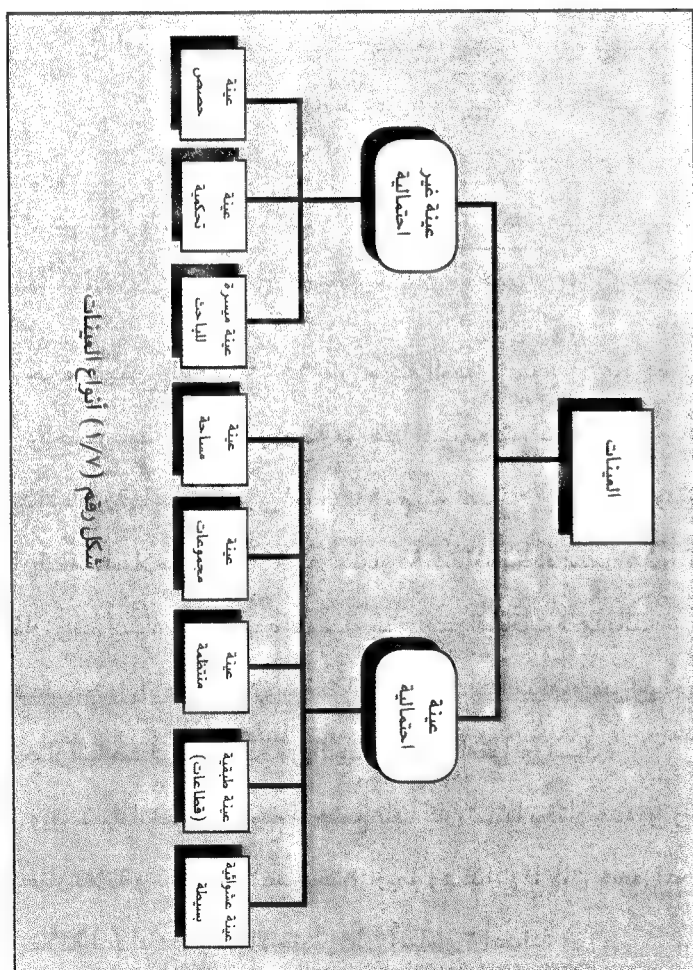 العينات
عينة
احتمالية
عينة غير
احتمالية
عينة عشوائية
بسيطة
عينة طبقية
(قطاعات)
عينة
منتظمة
عينة
مجموعات
عينة
مساحة
عينة ميسرة
للباحث
عينة
تحكمية
عينة
حصص
شكل رقم (١/٧) أنواع العينات